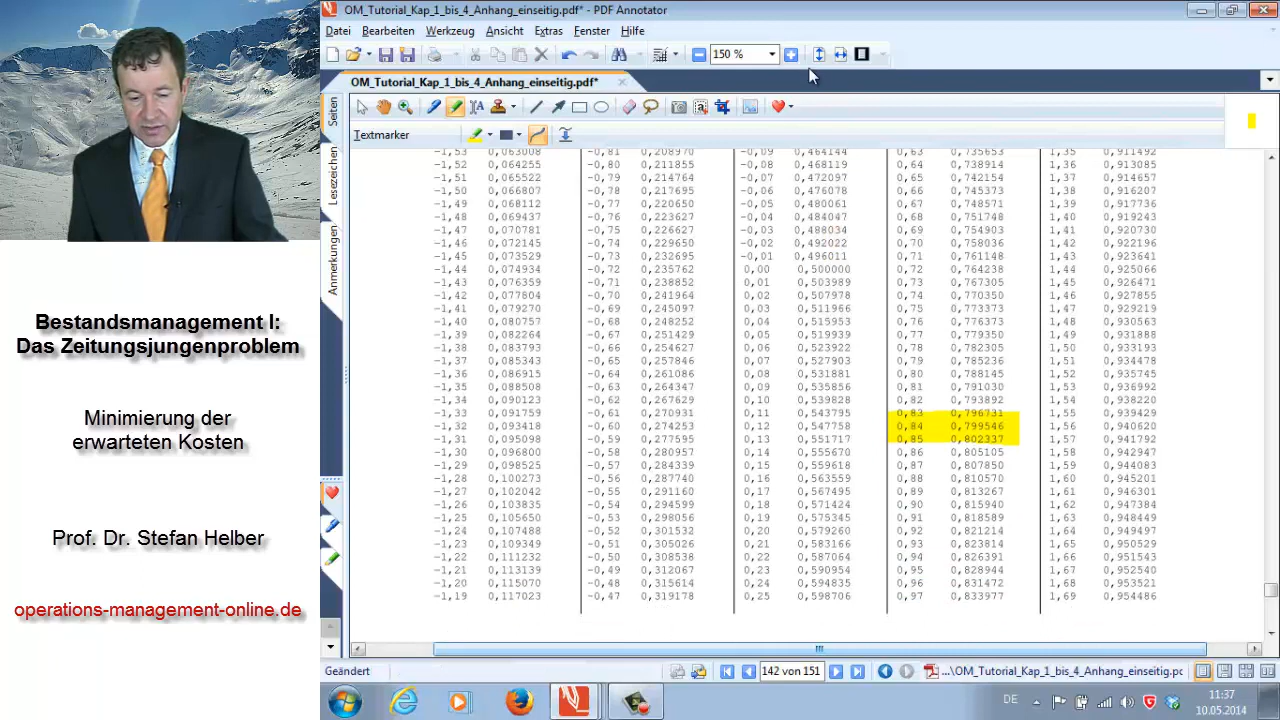 OM_Tutorial_Kap_1_bis_4_Anhang_einseitig.pdf* - PDF Annotator
Datei Bearbeiten Werkzeug Ansicht Extras Fenster Hilfe
150 %
OM_Tutorial_Kap_1_bis_4_Anhang_einseitig.pdf*
Textmarker
Seiten
Lesezeichen
Anmerkungen
Bestandsmanagement I:
Das Zeitungsjungenproblem
Minimierung der
erwarteten Kosten
Prof. Dr. Stefan Helber
operations-management-online.de
-1,53 0,063008 -0,81 0,208970 -0,09 0,464144 0,63 0,735653 1,35 0,911492
-1,52 0,064255 -0,80 0,211855 -0,08 0,468119 0,64 0,738914 1,36 0,913085
-1,51 0,065522 -0,79 0,214764 -0,07 0,472097 0,65 0,742154 1,37 0,914657
-1,50 0,066807 -0,78 0,217695 -0,06 0,476078 0,66 0,745373 1,38 0,916207
-1,49 0,068112 -0,77 0,220650 -0,05 0,480061 0,67 0,748571 1,39 0,917736
-1,48 0,069437 -0,76 0,223627 -0,04 0,484047 0,68 0,751748 1,40 0,919243
-1,47 0,070781 -0,75 0,226627 -0,03 0,488034 0,69 0,754903 1,41 0,920730
-1,46 0,072145 -0,74 0,229650 -0,02 0,492022 0,70 0,758036 1,42 0,922196
-1,45 0,073529 -0,73 0,232695 -0,01 0,496011 0,71 0,761148 1,43 0,923641
-1,44 0,074934 -0,72 0,235762 0,00 0,500000 0,72 0,764238 1,44 0,925066
-1,43 0,076359 -0,71 0,238852 0,01 0,503989 0,73 0,767305 1,45 0,926471
-1,42 0,077804 -0,70 0,241964 0,02 0,507978 0,74 0,770350 1,46 0,927855
-1,41 0,079270 -0,69 0,245097 0,03 0,511966 0,75 0,773373 1,47 0,929219
-1,40 0,080757 -0,68 0,248252 0,04 0,515953 0,76 0,776373 1,48 0,930563
-1,39 0,082264 -0,67 0,251429 0,05 0,519939 0,77 0,779350 1,49 0,931888
-1,38 0,083793 -0,66 0,254627 0,06 0,523922 0,78 0,782305 1,50 0,933193
-1,37 0,085343 -0,65 0,257846 0,07 0,527903 0,79 0,785236 1,51 0,934478
-1,36 0,086915 -0,64 0,261086 0,08 0,531881 0,80 0,788145 1,52 0,935745
-1,35 0,088508 -0,63 0,264347 0,09 0,535856 0,81 0,791030 1,53 0,936992
-1,34 0,090123 -0,62 0,267629 0,10 0,539828 0,82 0,793892 1,54 0,938220
-1,33 0,091759 -0,61 0,270931 0,11 0,543795 0,83 0,796731 1,55 0,939429
-1,32 0,093418 -0,60 0,274253 0,12 0,547758 0,84 0,799546 1,56 0,940620
-1,31 0,095098 -0,59 0,277595 0,13 0,551717 0,85 0,802337 1,57 0,941792
-1,30 0,096800 -0,58 0,280957 0,14 0,555670 0,86 0,805105 1,58 0,942947
-1,29 0,098525 -0,57 0,284339 0,15 0,559618 0,87 0,807850 1,59 0,944083
-1,28 0,100273 -0,56 0,287740 0,16 0,563559 0,88 0,810570 1,60 0,945201
-1,27 0,102042 -0,55 0,291160 0,17 0,567495 0,89 0,813267 1,61 0,946301
-1,26 0,103835 -0,54 0,294599 0,18 0,571424 0,90 0,815940 1,62 0,947384
-1,25 0,105650 -0,53 0,298056 0,19 0,575345 0,91 0,818589 1,63 0,948449
-1,24 0,107488 -0,52 0,301532 0,20 0,579260 0,92 0,821214 1,64 0,949497
-1,23 0,109349 -0,51 0,305026 0,21 0,583166 0,93 0,823814 1,65 0,950529
-1,22 0,111232 -0,50 0,308538 0,22 0,587064 0,94 0,826391 1,66 0,951543
-1,21 0,113139 -0,49 0,312067 0,23 0,590954 0,95 0,828944 1,67 0,952540
-1,20 0,115070 -0,48 0,315614 0,24 0,594835 0,96 0,831472 1,68 0,953521
-1,19 0,117023 -0,47 0,319178 0,25 0,598706 0,97 0,833977 1,69 0,954486
Geändert
142 von 151
...\OM_Tutorial_Kap_1_bis_4_Anhang_einseitig.pdf
DE
11:37
10.05.2014